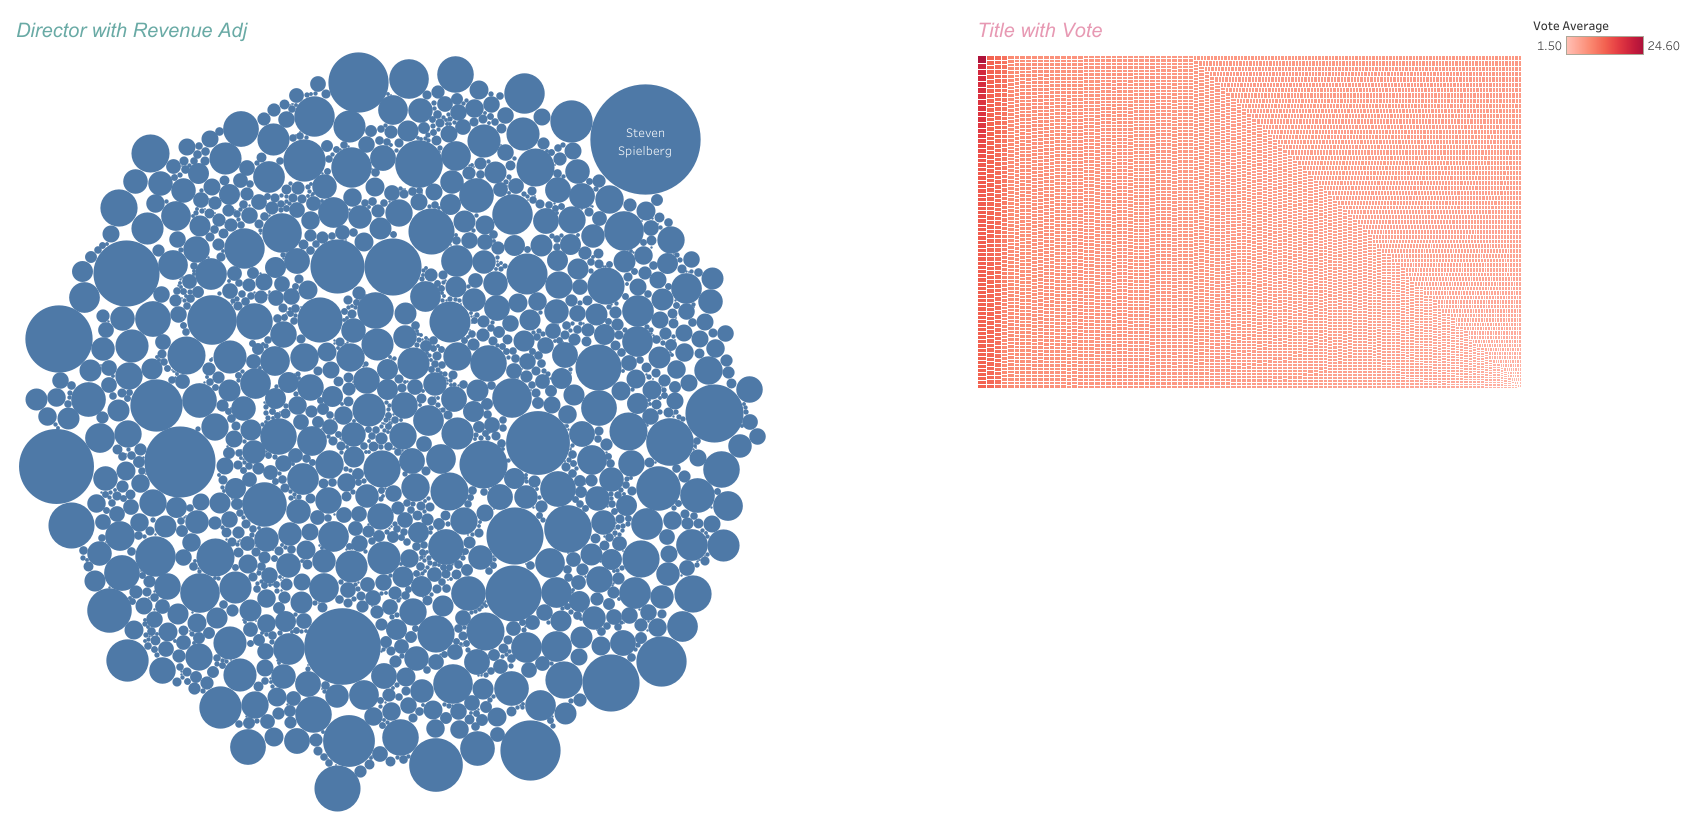 Director with Revenue Adj
Steven
Spielberg
Title with Vote
Vote Average
1.50
24.60